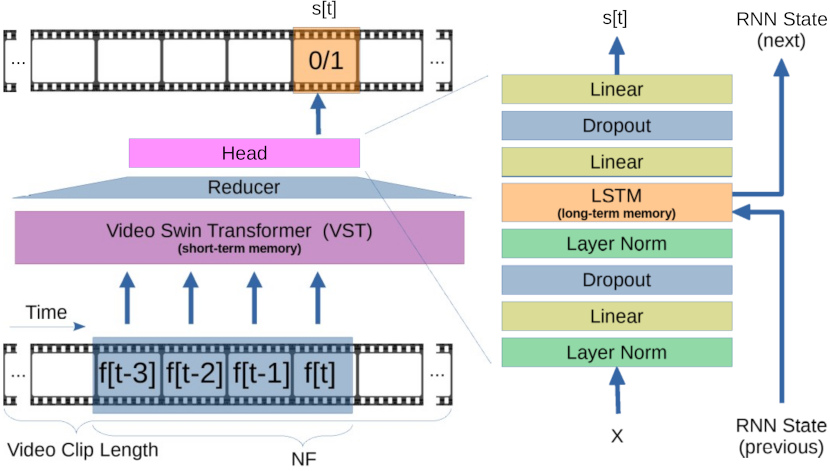 s[t]
...
0/1
...
Head
Reducer
Video Swin Transformer (VST)
(short-term memory)
Time
...
f[t-3]
f[t-2]
f[t-1]
f[t]
...
Video Clip Length
NF
s[t]
RNN State
(next)
Linear
Dropout
Linear
LSTM
(long-term memory)
Layer Norm
Dropout
Linear
Layer Norm
X
RNN State
(previous)